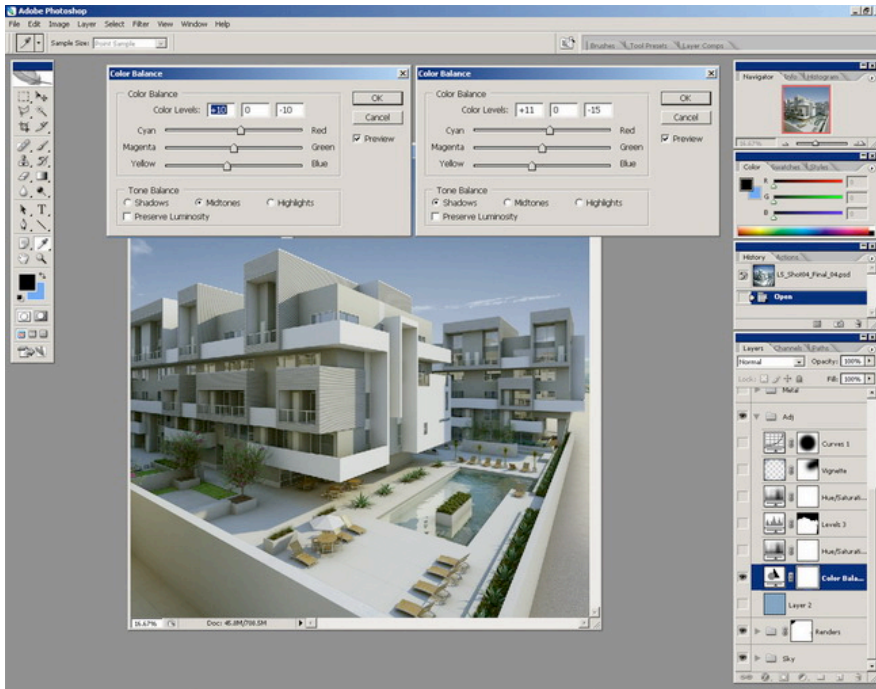 Adobe Photoshop
File Edit Image Layer Select Filter View Window Help
Sample Size: Point Sample
Brushes Tool Presets Layer Comps
Color Balance
Color Balance
Color Levels: +10 0 -10
Cyan Red
Magenta Green
Yellow Blue
Tone Balance
Shadows Midtones Highlights
Preserve Luminosity
OK
Cancel
Preview
Color Balance
Color Balance
Color Levels: +11 0 -15
Cyan Red
Magenta Green
Yellow Blue
Tone Balance
Shadows Midtones Highlights
Preserve Luminosity
OK
Cancel
Preview
16.67% Doc: 45.8M/798.5M
Navigator Info Histogram
16.67%
Color Swatches Styles
R
G
B
History Actions
LS_Shot04_Final_04.psd
Open
Layers Channels Paths
Normal Opacity: 100%
Lock: Fill: 100%
Metal
Adj
Curves 1
Vignette
Hue/Saturati...
Levels 3
Hue/Saturati...
Color Bala...
Layer 2
Renders
Sky